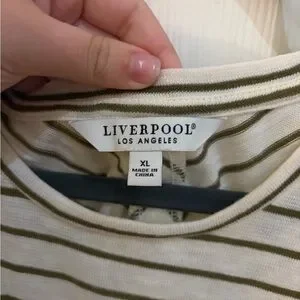 LIVERPOOL®
LOS ANGELES
XL
MADE IN
CHINA